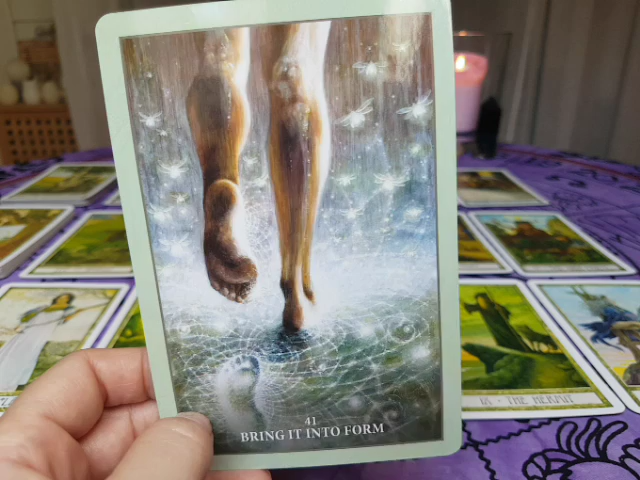 41
BRING IT INTO FORM
IX - THE HERMIT